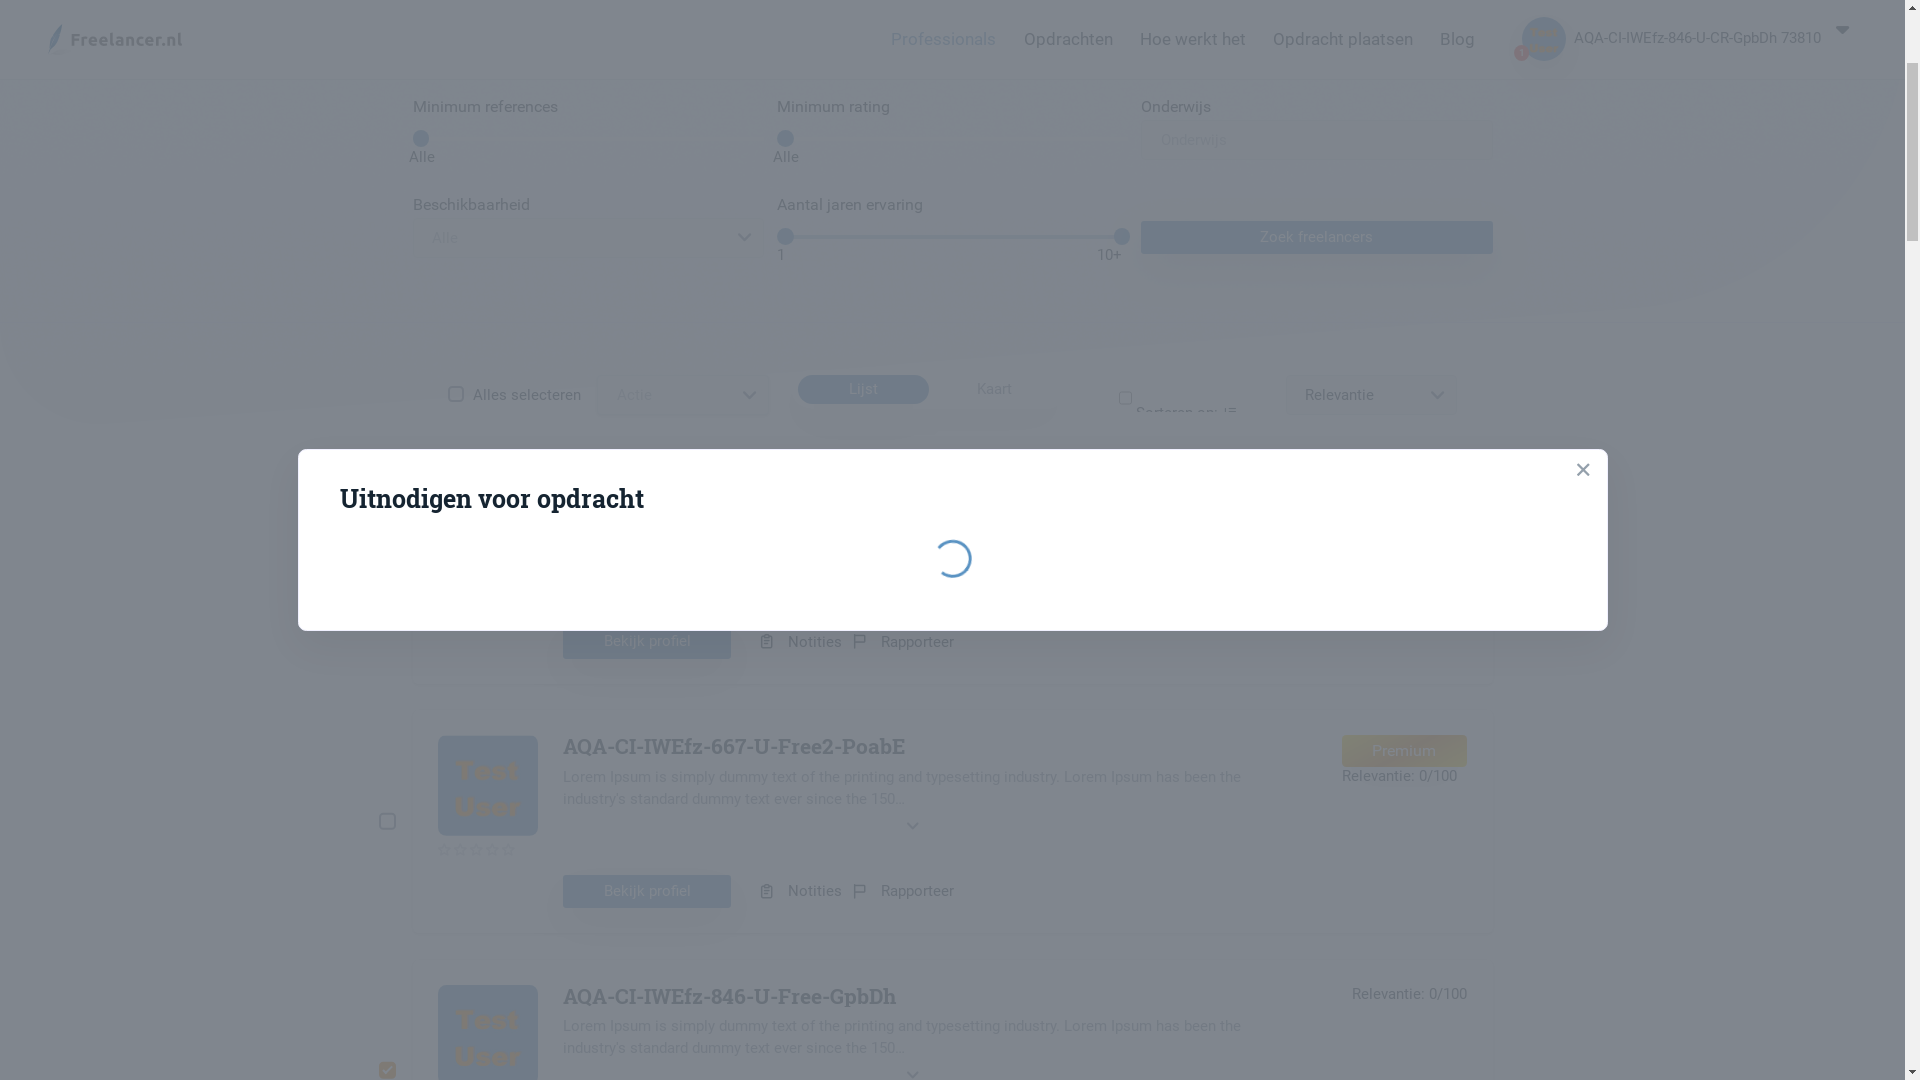 Freelancer.nl
Professionals
Opdrachten
Hoe werkt het
Opdracht plaatsen
Blog
AQA-CI-IWEfz-846-U-CR-GpbDh 73810
Minimum references
Minimum rating
Onderwijs
Alle
Alle
Onderwijs
Beschikbaarheid
Aantal jaren ervaring
Alle
1
10+
Zoek freelancers
Alles selecteren
Actie
Lijst
Kaart
Sorteren op:
Relevantie
Uitnodigen voor opdracht
Bekijk profiel
Notities
Rapporteer
AQA-CI-IWEfz-667-U-Free2-PoabE
Premium
Relevantie: 0/100
Test
User
Lorem Ipsum is simply dummy text of the printing and typesetting industry. Lorem Ipsum has been the
industry's standard dummy text ever since the 150...
Bekijk profiel
Notities
Rapporteer
AQA-CI-IWEfz-846-U-Free-GpbDh
Relevantie: 0/100
Test
User
Lorem Ipsum is simply dummy text of the printing and typesetting industry. Lorem Ipsum has been the
industry's standard dummy text ever since the 150...